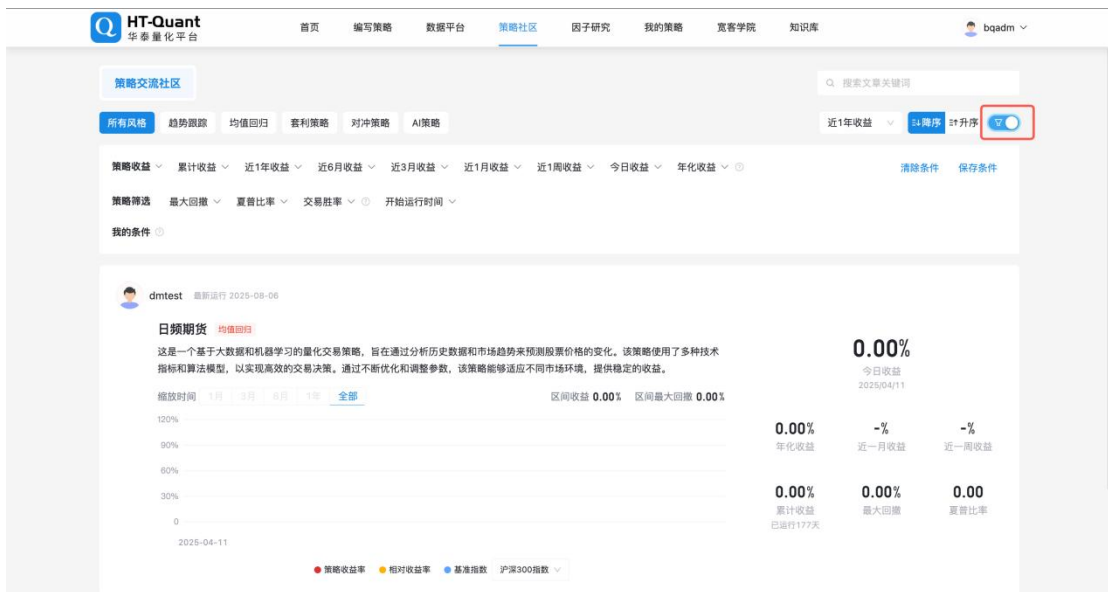 HT-Quant
华泰量化平台
首页 编写策略 数据平台 策略社区 因子研究 我的策略 宽客学院 知识库 bqadm
策略交流社区 搜索文章关键词
所有风格 趋势跟踪 均值回归 套利策略 对冲策略 AI策略 近1年收益 降序 升序
策略收益 累计收益 近1年收益 近6月收益 近3月收益 近1月收益 近1周收益 今日收益 年化收益 清除条件 保存条件
策略筛选 最大回撤 夏普比率 交易胜率 开始运行时间
我的条件
dmtest 最新运行 2025-08-06
日频期货 均值回归
这是一个基于大数据和机器学习的量化交易策略，旨在通过分析历史数据和市场趋势来预测股票价格的变化。该策略使用了多种技术
指标和算法模型，以实现高效的交易决策。通过不断优化和调整参数，该策略能够适应不同市场环境，提供稳定的收益。
缩放时间 1月 3月 6月 1年 全部 区间收益 0.00% 区间最大回撤 0.00%
120%
90%
60%
30%
0
2025-04-11
策略收益率 相对收益率 基准指数 沪深300指数
0.00%
今日收益
2025/04/11
0.00% -% -%
年化收益 近一月收益 近一周收益
0.00% 0.00% 0.00
累计收益 最大回撤 夏普比率
已运行177天